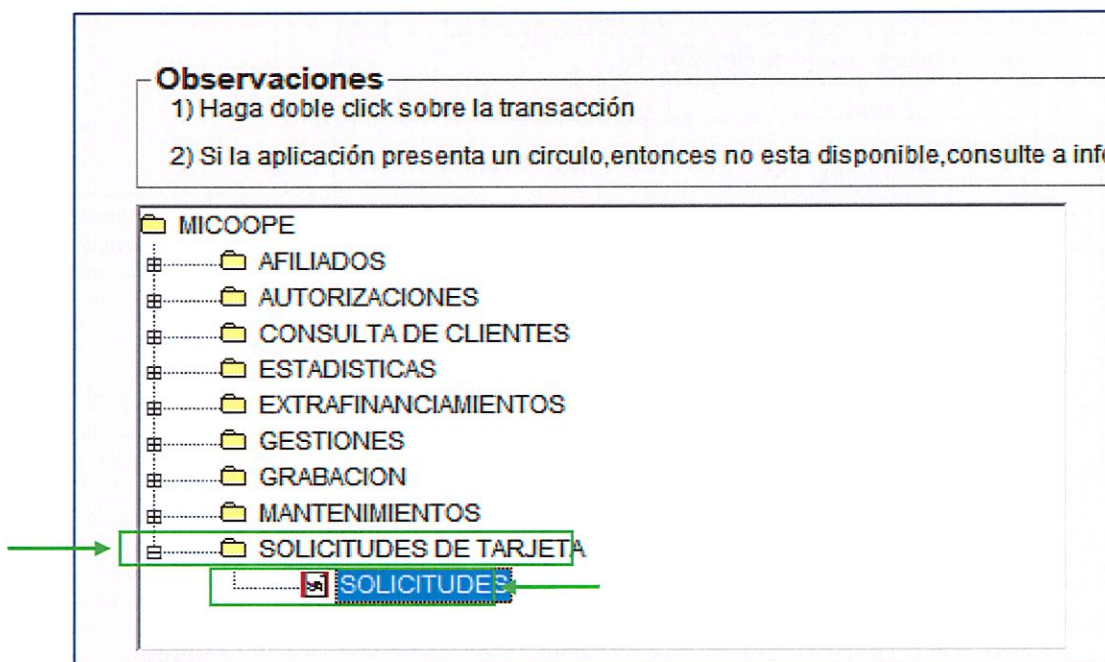 Observaciones
1) Haga doble click sobre la transacción
2) Si la aplicación presenta un circulo,entonces no esta disponible,consulte a
MICOOPE
AFILIADOS
AUTORIZACIONES
CONSULTA DE CLIENTES
ESTADISTICAS
EXTRAFINANCIAMIENTOS
GESTIONES
GRABACION
MANTENIMIENTOS
SOLICITUDES DE TARJETA
SOLICITUDES